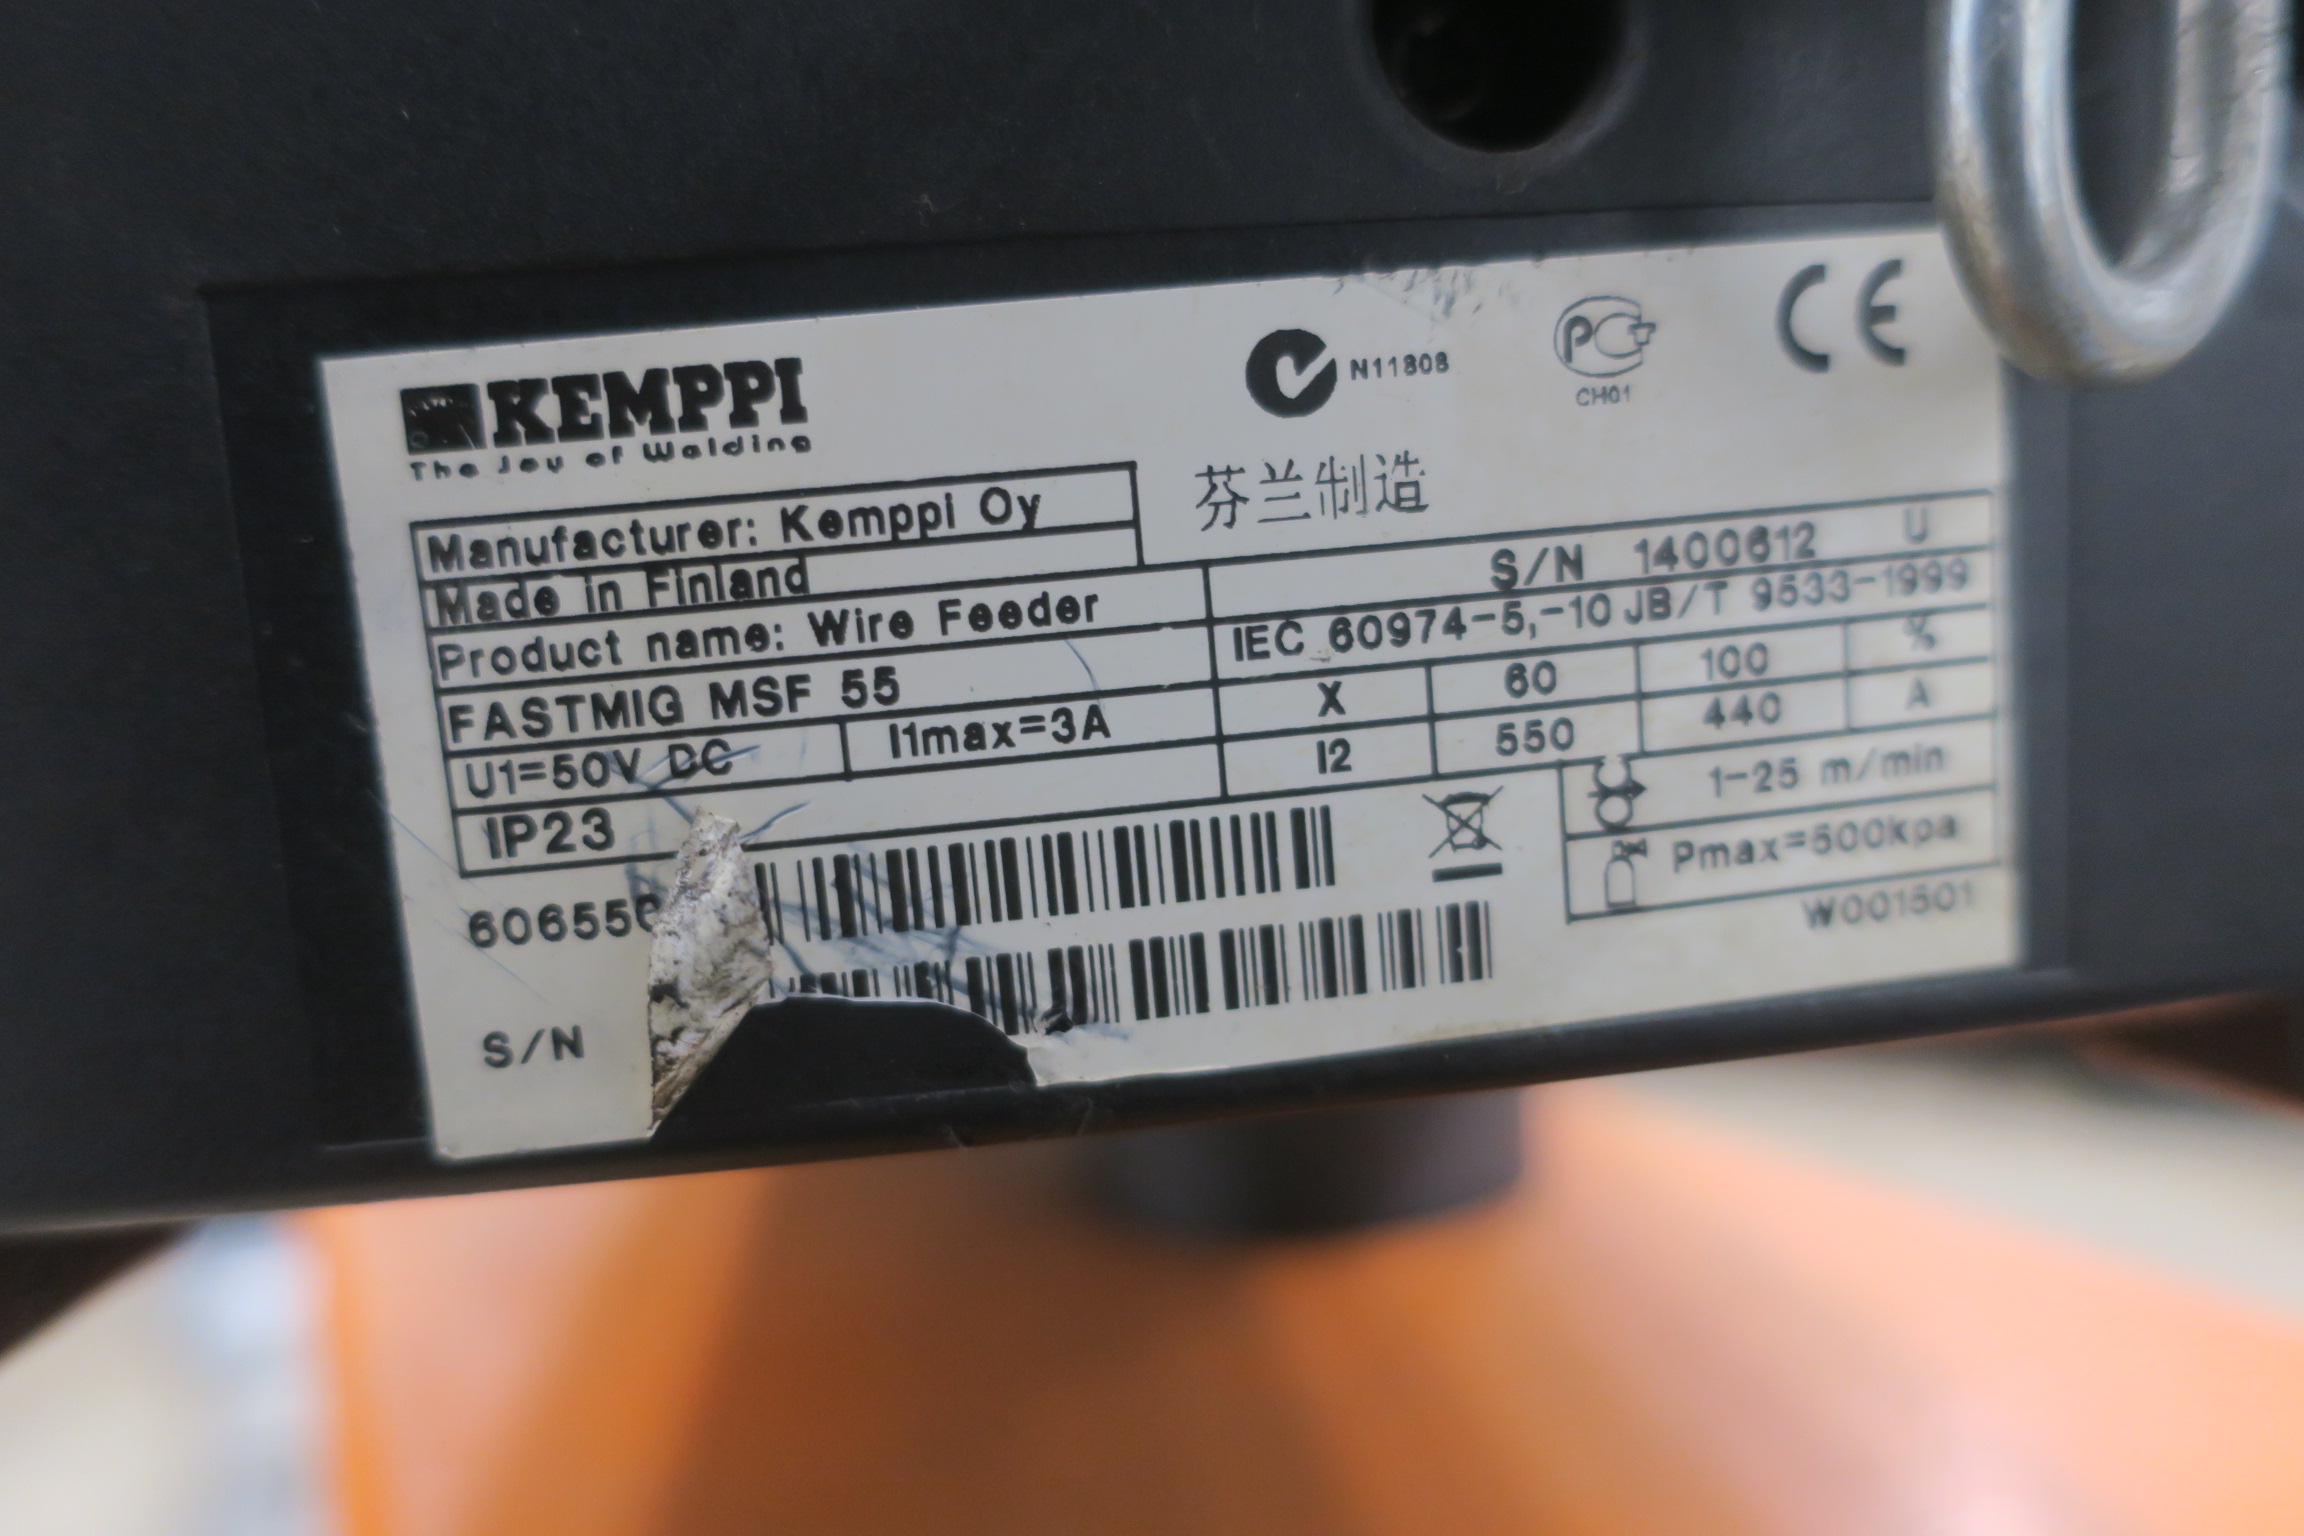 KEMPPI
The Joy of Welding
N11808
CH01
CE
芬兰制造
Manufacturer: Kemppi Oy
Made in Finland
S/N 1400612 U
Product name: Wire Feeder
IEC 60974-5,-10 JB/T 9533-1999
FASTMIG MSF 55
X 60 100 %
U1=50V DC I1max=3A
I2 550 440 A
IP23
1-25 m/min
Pmax=500kpa
W001501
S/N